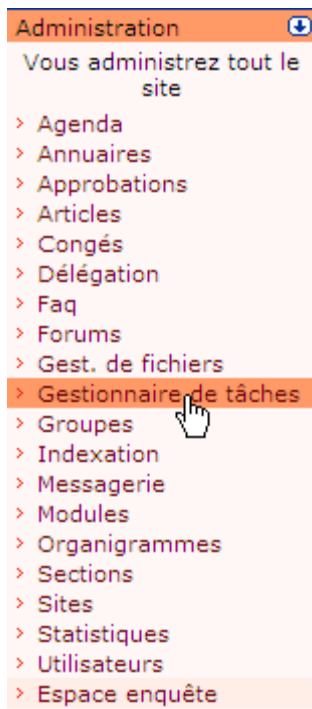 Administration
Vous administrez tout le
site
Agenda
Annuaires
Approbations
Articles
Congés
Délégation
Faq
Forums
Gest. de fichiers
Gestionnaire de tâches
Groupes
Indexation
Messagerie
Modules
Organigrammes
Sections
Sites
Statistiques
Utilisateurs
Espace enquête